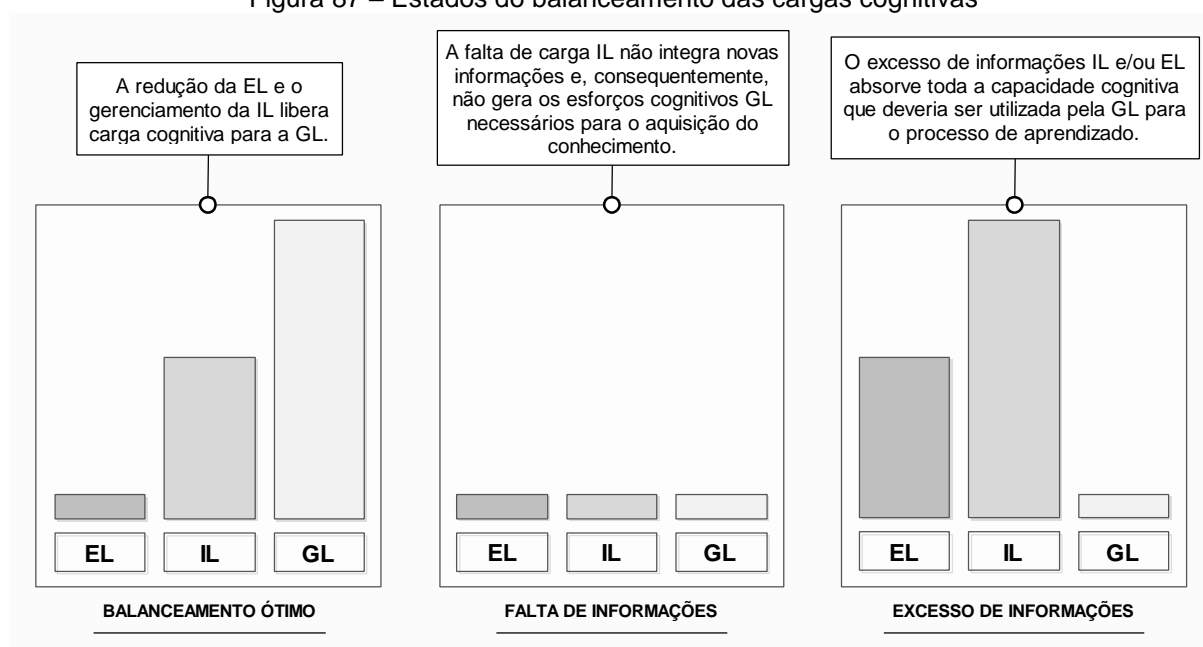 Figura 87 – Estados do balanceamento das cargas cognitivas
A redução da EL e o
gerenciamento da IL libera
carga cognitiva para a GL.
A falta de carga IL não integra novas
informações e, consequentemente,
não gera os esforços cognitivos GL
necessários para o aquisição do
conhecimento.
O excesso de informações IL e/ou EL
absorve toda a capacidade cognitiva
que deveria ser utilizada pela GL para
o processo de aprendizado.
EL IL GL
BALANCEAMENTO ÓTIMO
EL IL GL
FALTA DE INFORMAÇÕES
EL IL GL
EXCESSO DE INFORMAÇÕES